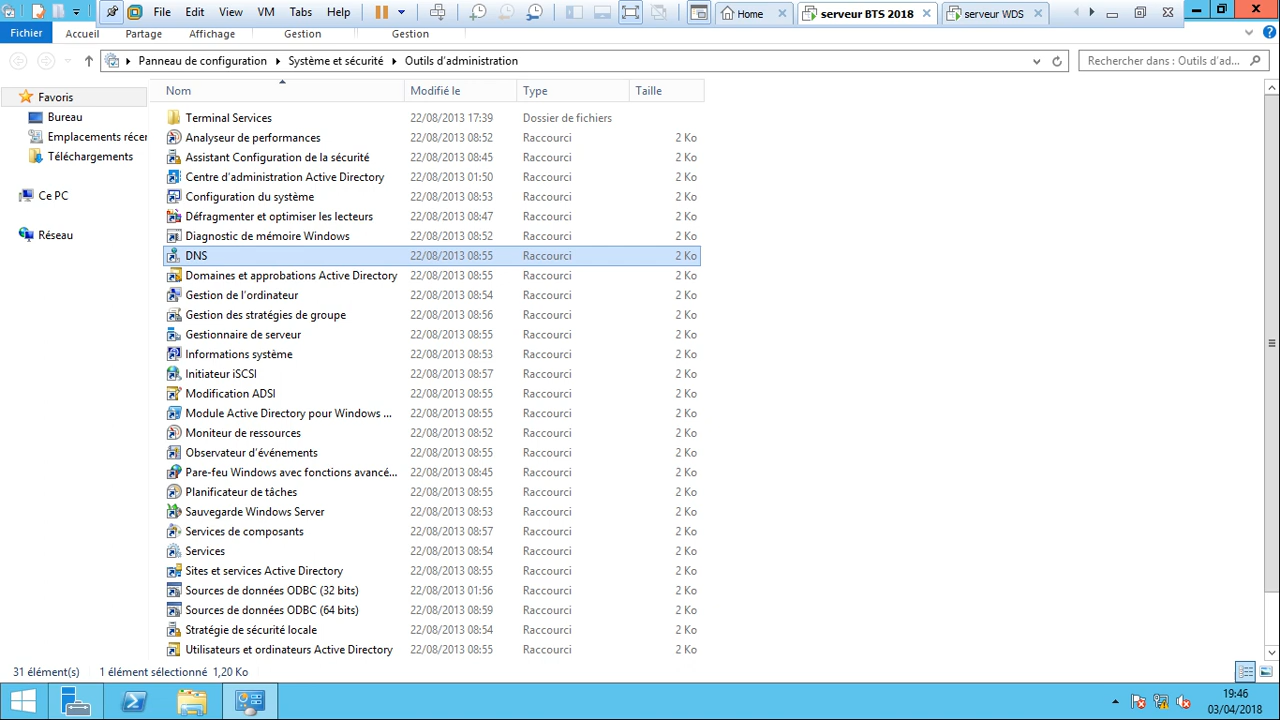 File Edit View VM Tabs Help Home serveur BTS 2018 serveur WDS
Fichier Accueil Partage Affichage Gestion Gestion
Panneau de configuration Système et sécurité Outils d'administration Rechercher dans : Outils d'ad...
Nom Modifié le Type Taille
Favoris
Bureau
Emplacements récer
Téléchargements
Ce PC
Réseau
Terminal Services 22/08/2013 17:39 Dossier de fichiers
Analyseur de performances 22/08/2013 08:52 Raccourci 2 Ko
Assistant Configuration de la sécurité 22/08/2013 08:45 Raccourci 2 Ko
Centre d'administration Active Directory 22/08/2013 01:50 Raccourci 2 Ko
Configuration du système 22/08/2013 08:53 Raccourci 2 Ko
Défragmenter et optimiser les lecteurs 22/08/2013 08:47 Raccourci 2 Ko
Diagnostic de mémoire Windows 22/08/2013 08:52 Raccourci 2 Ko
DNS 22/08/2013 08:55 Raccourci 2 Ko
Domaines et approbations Active Directory 22/08/2013 08:55 Raccourci 2 Ko
Gestion de l'ordinateur 22/08/2013 08:54 Raccourci 2 Ko
Gestion des stratégies de groupe 22/08/2013 08:56 Raccourci 2 Ko
Gestionnaire de serveur 22/08/2013 08:55 Raccourci 2 Ko
Informations système 22/08/2013 08:53 Raccourci 2 Ko
Initiateur iSCSI 22/08/2013 08:57 Raccourci 2 Ko
Modification ADSI 22/08/2013 08:55 Raccourci 2 Ko
Module Active Directory pour Windows ... 22/08/2013 08:55 Raccourci 2 Ko
Moniteur de ressources 22/08/2013 08:52 Raccourci 2 Ko
Observateur d'événements 22/08/2013 08:55 Raccourci 2 Ko
Pare-feu Windows avec fonctions avancé... 22/08/2013 08:45 Raccourci 2 Ko
Planificateur de tâches 22/08/2013 08:55 Raccourci 2 Ko
Sauvegarde Windows Server 22/08/2013 08:53 Raccourci 2 Ko
Services de composants 22/08/2013 08:57 Raccourci 2 Ko
Services 22/08/2013 08:54 Raccourci 2 Ko
Sites et services Active Directory 22/08/2013 08:55 Raccourci 2 Ko
Sources de données ODBC (32 bits) 22/08/2013 01:56 Raccourci 2 Ko
Sources de données ODBC (64 bits) 22/08/2013 08:59 Raccourci 2 Ko
Stratégie de sécurité locale 22/08/2013 08:54 Raccourci 2 Ko
Utilisateurs et ordinateurs Active Directory 22/08/2013 08:55 Raccourci 2 Ko
31 élément(s) 1 élément sélectionné 1,20 Ko
19:46
03/04/2018